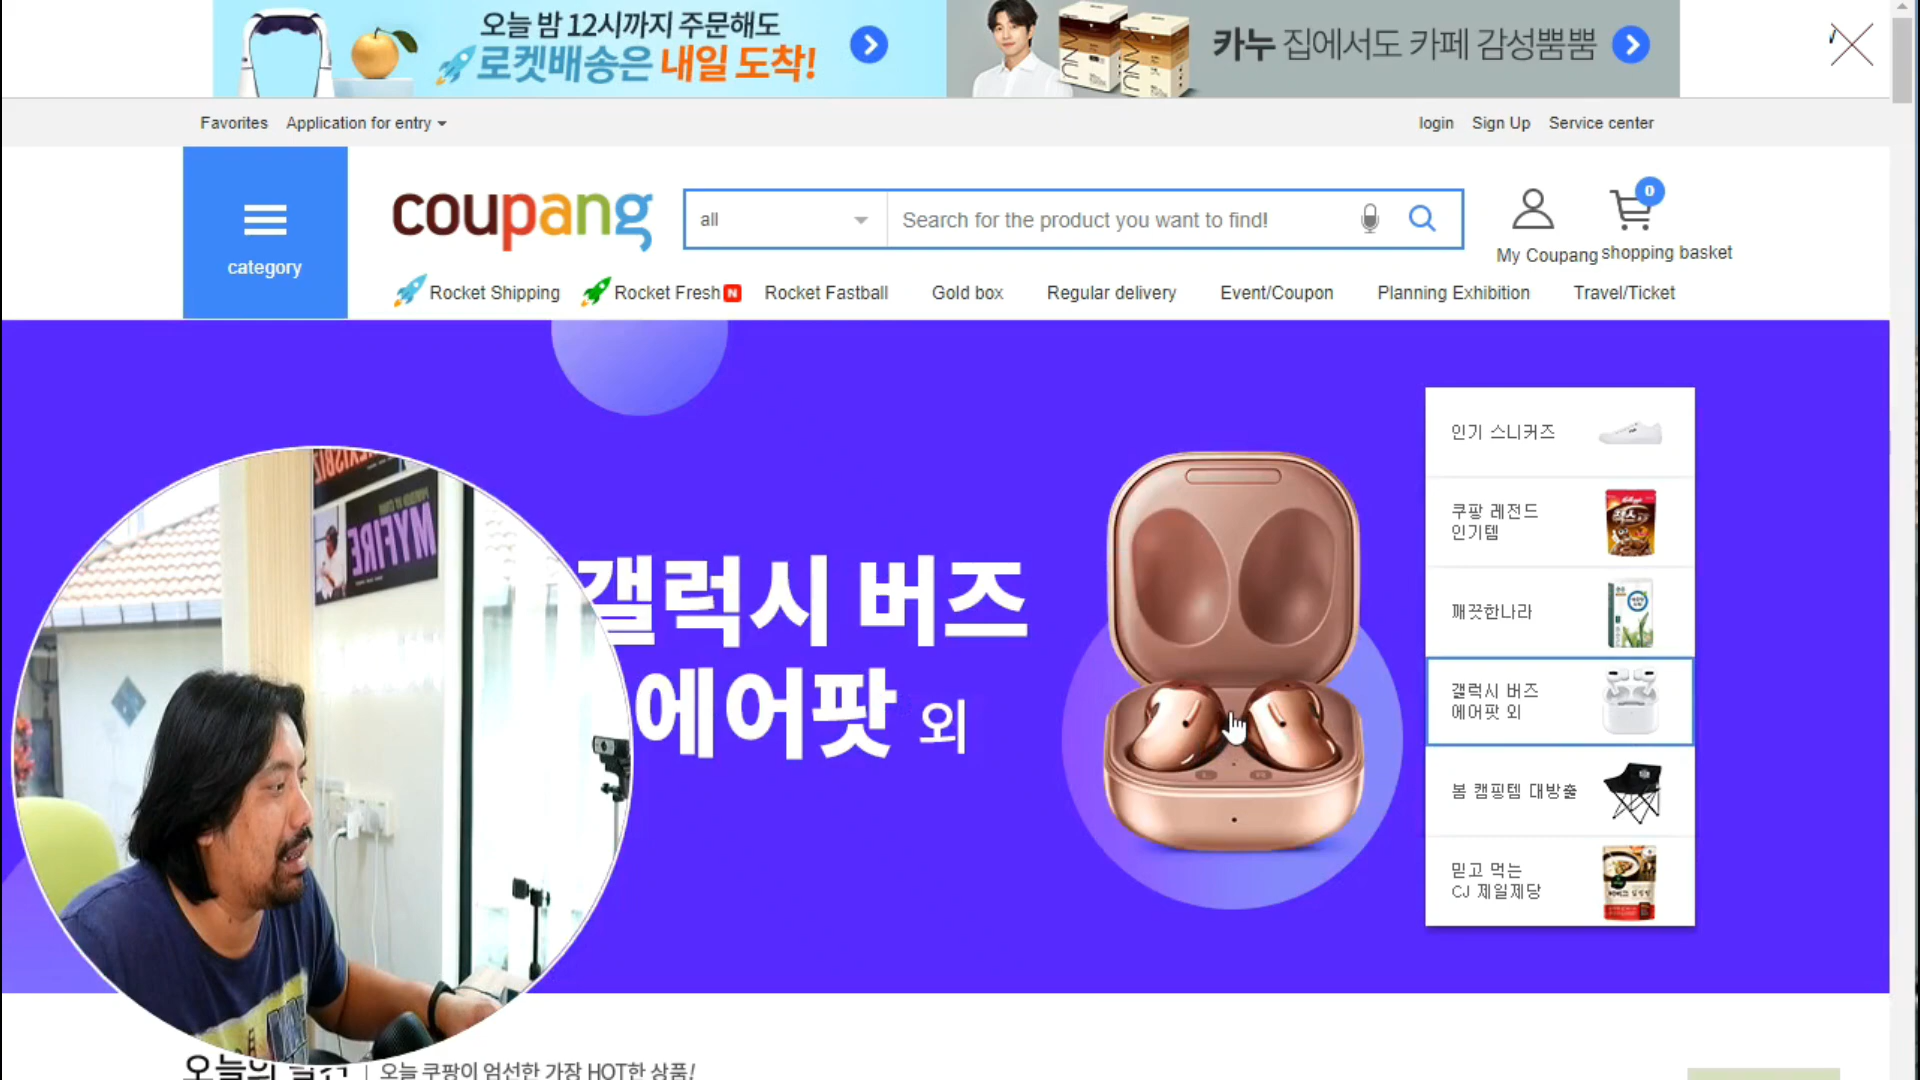 오늘 밤 12시까지 주문해도
로켓배송은 내일 도착!
카누 집에서도 카페 감성뿜뿜
Favorites
Application for entry
login
Sign Up
Service center
category
coupang
all
Search for the product you want to find!
0
My Coupang
shopping basket
Rocket Shipping
Rocket Fresh N
Rocket Fastball
Gold box
Regular delivery
Event/Coupon
Planning Exhibition
Travel/Ticket
갤럭시 버즈
에어팟 외
MYFIRE
인기 스니커즈
쿠팡 레전드
인기템
깨끗한나라
갤럭시 버즈
에어팟 외
봄 캠핑템 대방출
믿고 먹는
CJ 제일제당
오늘의
오늘 쿠팡이 엄선한 가장 HOT한 상품!